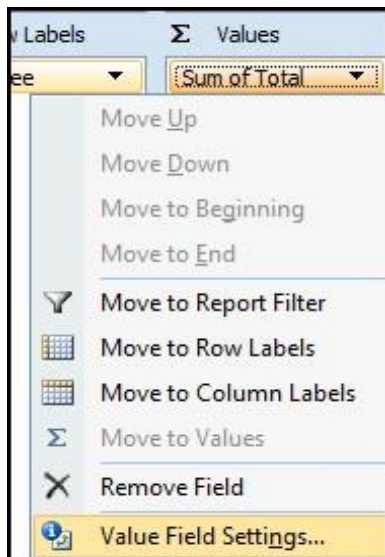 Labels Σ Values
ee Sum of Total
Move Up
Move Down
Move to Beginning
Move to End
Move to Report Filter
Move to Row Labels
Move to Column Labels
Σ Move to Values
Remove Field
Value Field Settings...